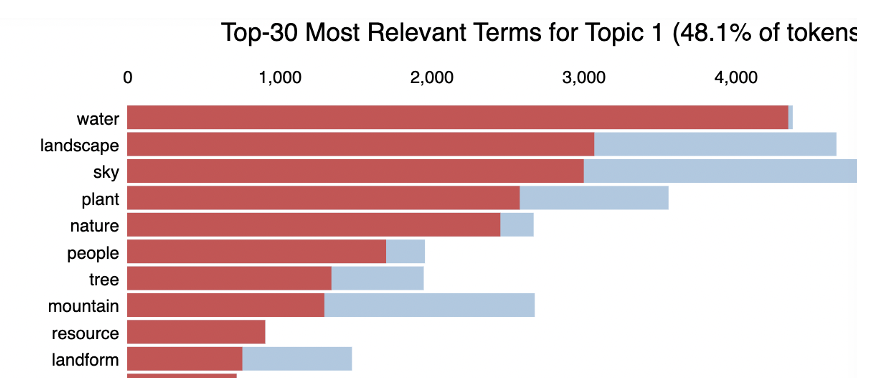 Top-30 Most Relevant Terms for Topic 1 (48.1% of tokens
0 1,000 2,000 3,000 4,000
water
landscape
sky
plant
nature
people
tree
mountain
resource
landform